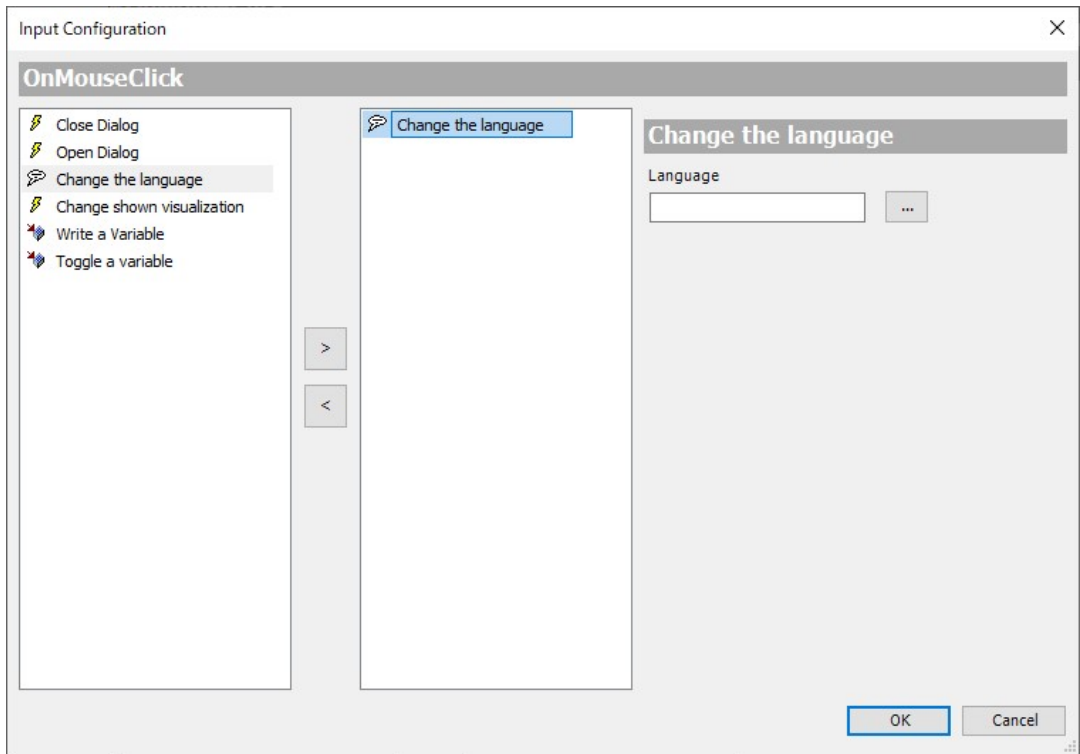 Input Configuration
OnMouseClick
Close Dialog
Open Dialog
Change the language
Change shown visualization
Write a Variable
Toggle a variable
>
<
Change the language
Change the language
Language
...
OK
Cancel